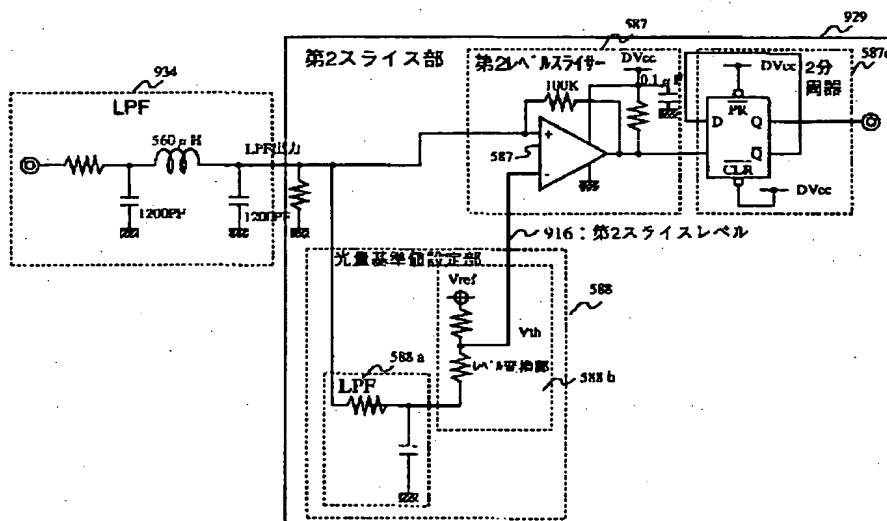 929
587
第2スライス部
第2レベルスライサー
934
LPF
DVcc
0.1μF
100K
DVcc
2分
周器
587c
560μH
LPF出力
D
PR
Q
587
+
-
Q
CLR
DVcc
1200PF
1200PF
916:第2スライスレベル
光量基準値設定部
Vref
588
Vth
588a
レベル変換部
588b
LPF